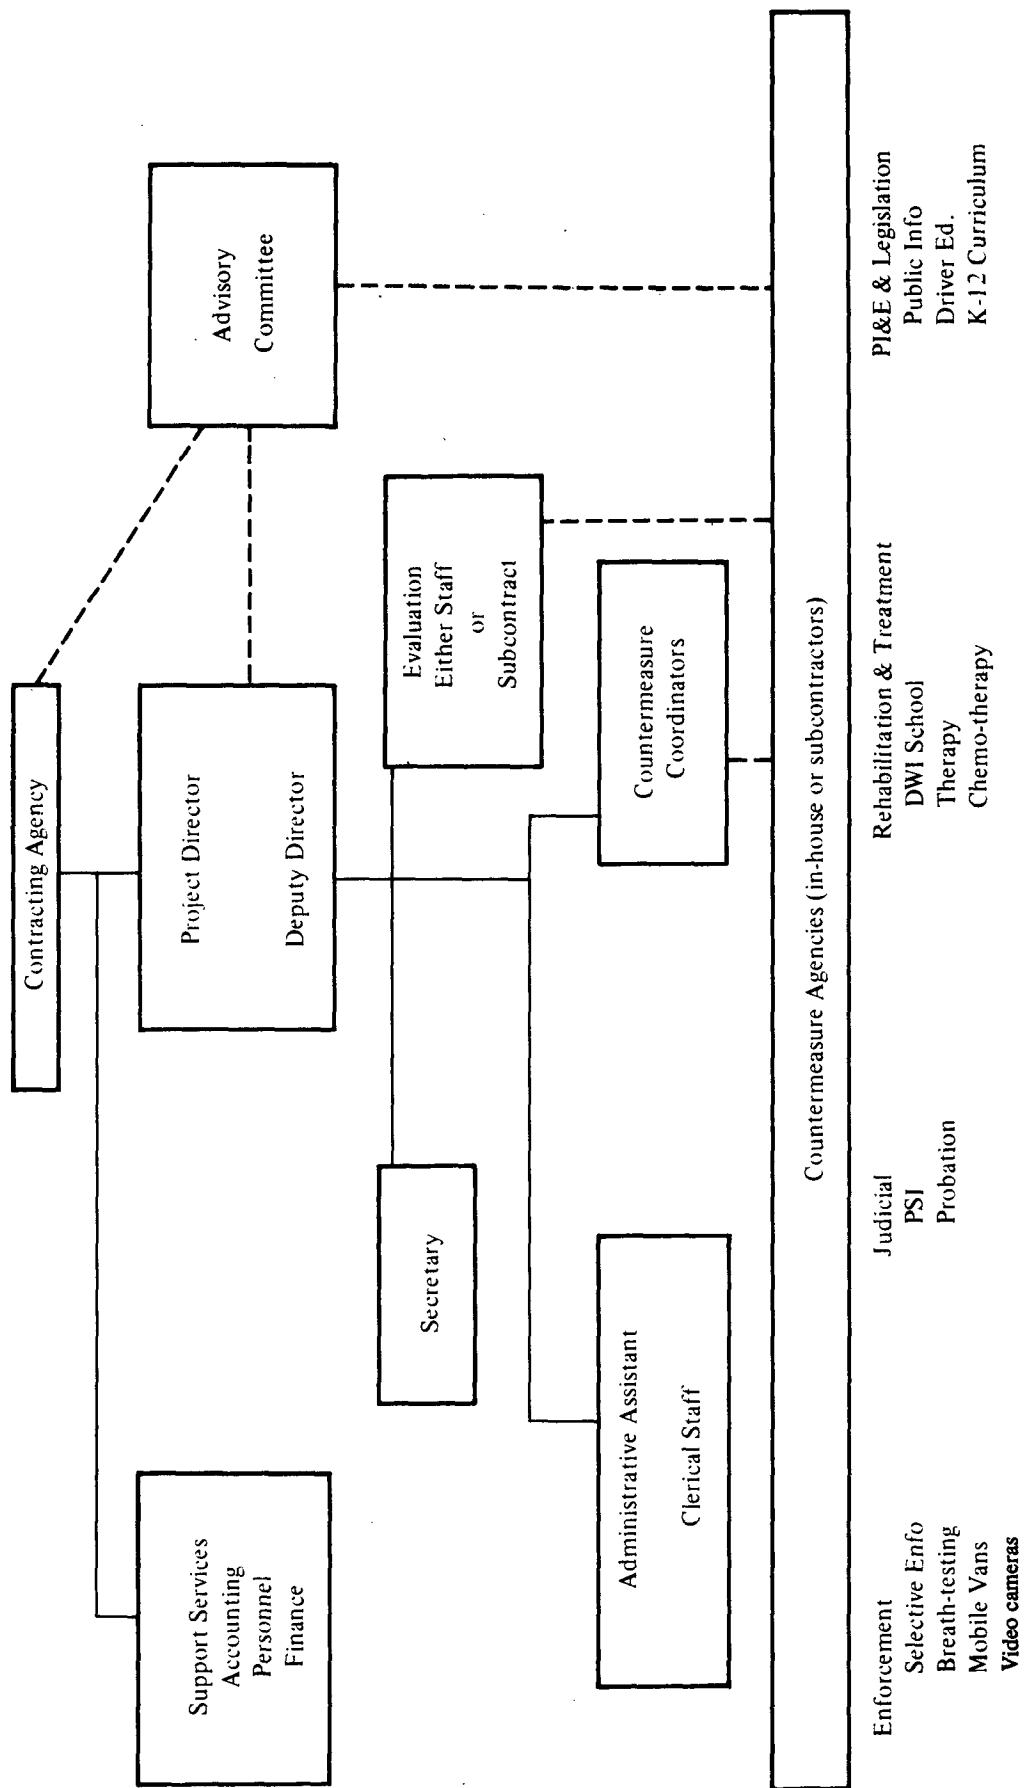 Contracting Agency
Support Services
Accounting
Personnel
Finance
Project Director
Deputy Director
Advisory
Committee
Secretary
Evaluation
Either Staff
or
Subcontract
Administrative Assistant
Clerical Staff
Countermeasure
Coordinators
Countermeasure Agencies (in-house or subcontractors)
Enforcement
Selective Enfo
Breath-testing
Mobile Vans
Video cameras
Judicial
PSI
Probation
Rehabilitation & Treatment
DWI School
Therapy
Chemo-therapy
PI&E & Legislation
Public Info
Driver Ed.
K-12 Curriculum